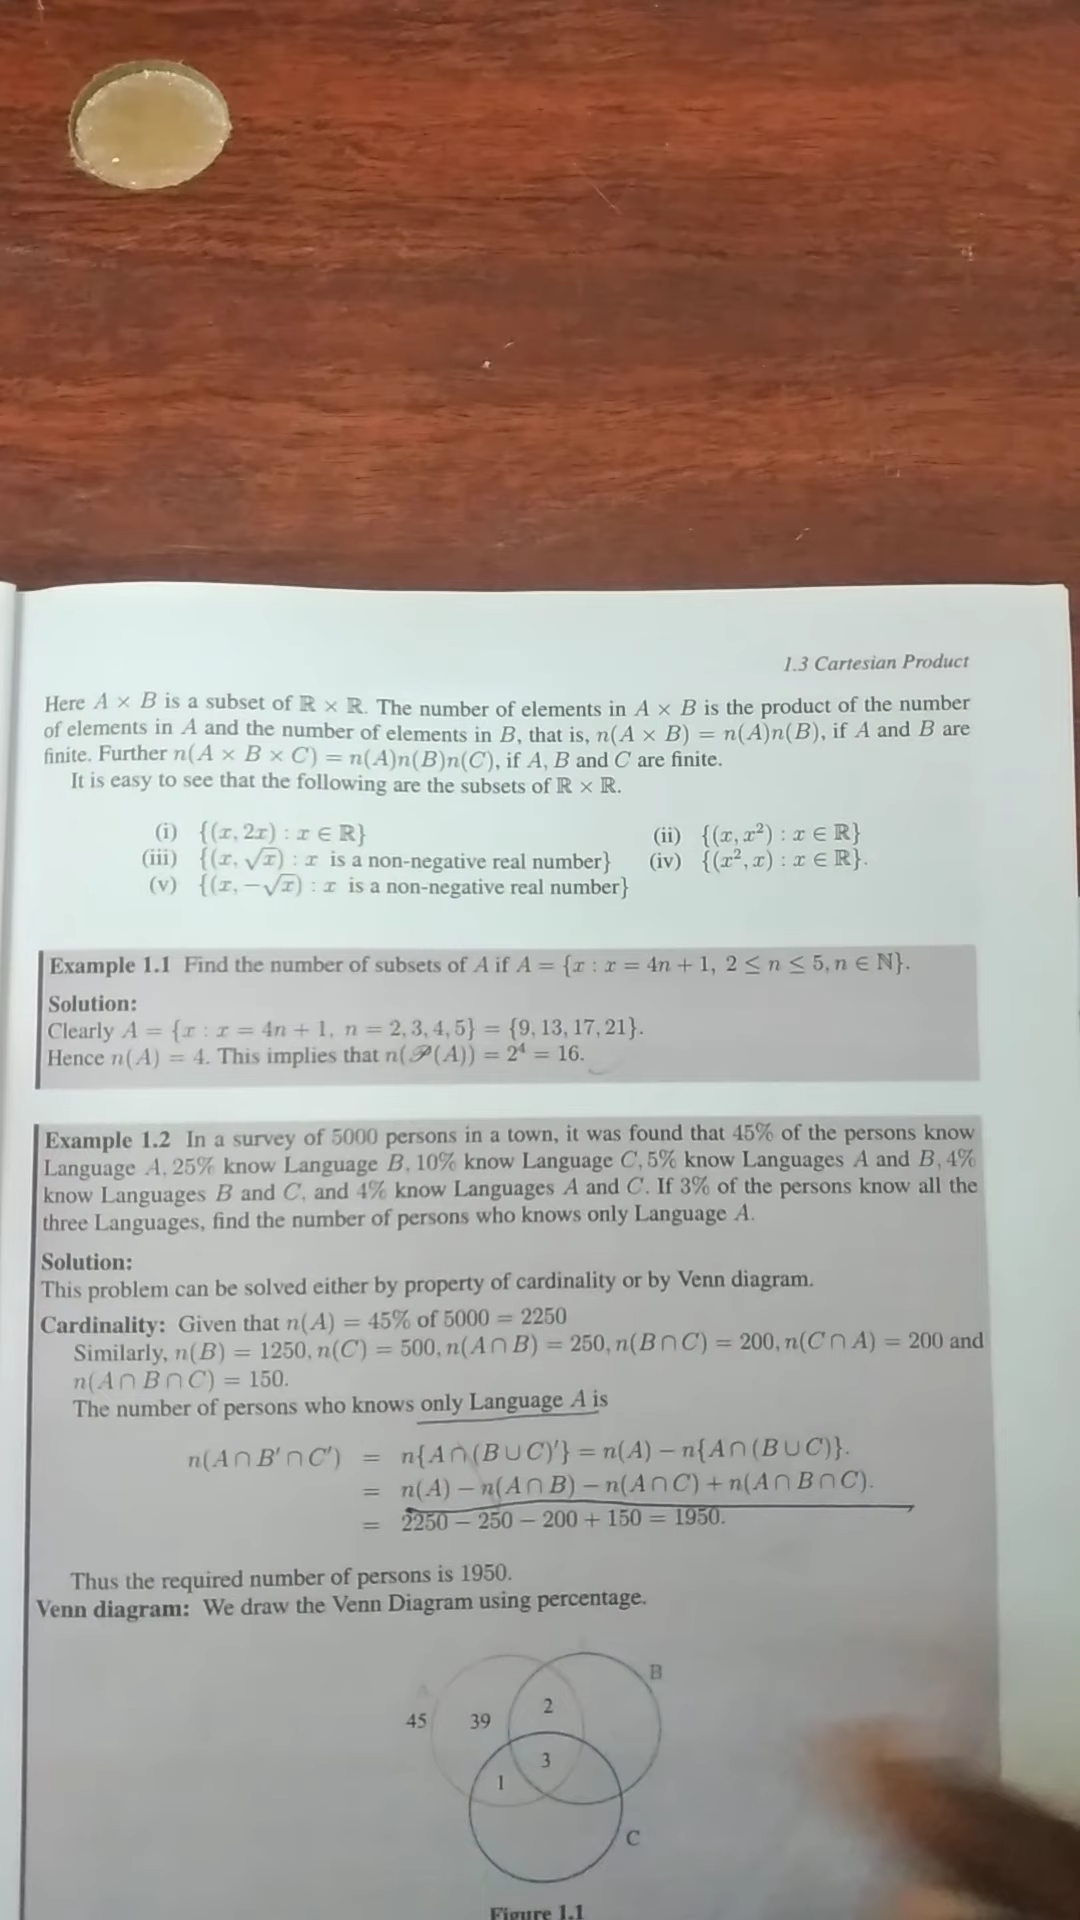 1.3 Cartesian Product
Here A × B is a subset of ℝ × ℝ. The number of elements in A × B is the product of the number
of elements in A and the number of elements in B, that is, n(A × B) = n(A)n(B), if A and B are
finite. Further n(A × B × C) = n(A)n(B)n(C), if A, B and C are finite.
It is easy to see that the following are the subsets of ℝ × ℝ.
(i) {(x, 2x) : x ∈ ℝ} (ii) {(x, x²) : x ∈ ℝ}
(iii) {(x, √x) : x is a non-negative real number} (iv) {(x², x) : x ∈ ℝ}.
(v) {(x, −√x) : x is a non-negative real number}
Example 1.1 Find the number of subsets of A if A = {x : x = 4n + 1, 2 ≤ n ≤ 5, n ∈ ℕ}.
Solution:
Clearly A = {x : x = 4n + 1, n = 2, 3, 4, 5} = {9, 13, 17, 21}.
Hence n(A) = 4. This implies that n(𝒫(A)) = 2⁴ = 16.
Example 1.2 In a survey of 5000 persons in a town, it was found that 45% of the persons know
Language A, 25% know Language B, 10% know Language C, 5% know Languages A and B, 4%
know Languages B and C, and 4% know Languages A and C. If 3% of the persons know all the
three Languages, find the number of persons who knows only Language A.
Solution:
This problem can be solved either by property of cardinality or by Venn diagram.
Cardinality: Given that n(A) = 45% of 5000 = 2250
Similarly, n(B) = 1250, n(C) = 500, n(A ∩ B) = 250, n(B ∩ C) = 200, n(C ∩ A) = 200 and
n(A ∩ B ∩ C) = 150.
The number of persons who knows only Language A is
n(A ∩ B′ ∩ C′) = n{A ∩ (B ∪ C)′} = n(A) − n{A ∩ (B ∪ C)}.
= n(A) − n(A ∩ B) − n(A ∩ C) + n(A ∩ B ∩ C).
= 2250 − 250 − 200 + 150 = 1950.
Thus the required number of persons is 1950.
Venn diagram: We draw the Venn Diagram using percentage.
A B
45 39 2
3
1
C
Figure 1.1